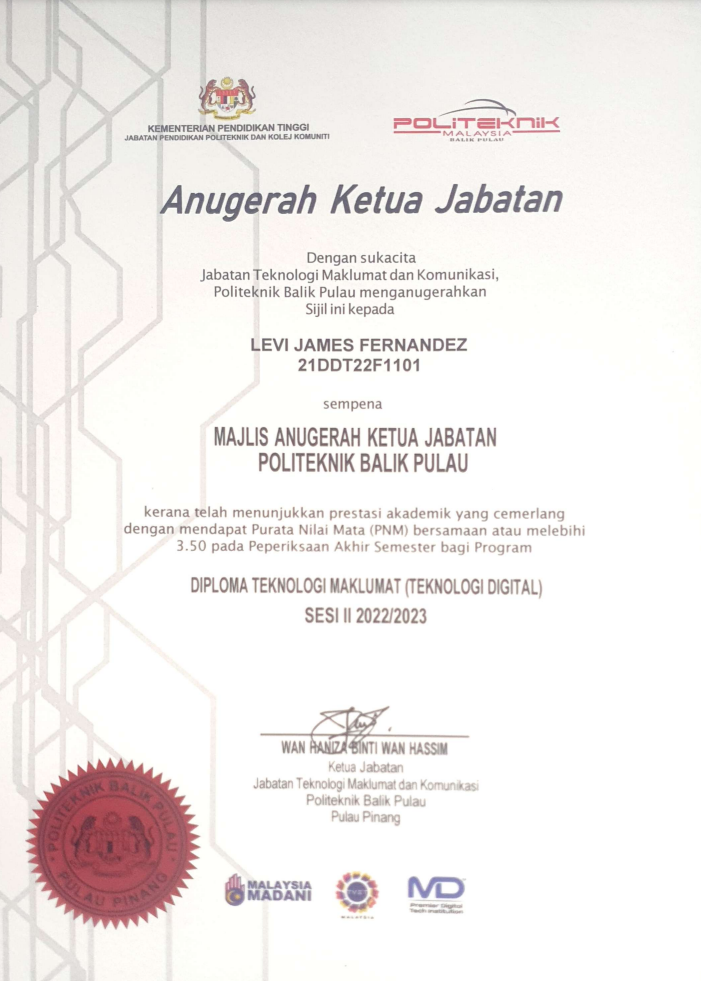 KEMENTERIAN PENDIDIKAN TINGGI
JABATAN PENDIDIKAN POLITEKNIK DAN KOLEJ KOMUNITI
POLiTEKNiK
MALAYSIA
BALIK PULAU
Anugerah Ketua Jabatan
Dengan sukacita
Jabatan Teknologi Maklumat dan Komunikasi,
Politeknik Balik Pulau menganugerahkan
Sijil ini kepada
LEVI JAMES FERNANDEZ
21DDT22F1101
sempena
MAJLIS ANUGERAH KETUA JABATAN
POLITEKNIK BALIK PULAU
kerana telah menunjukkan prestasi akademik yang cemerlang
dengan mendapat Purata Nilai Mata (PNM) bersamaan atau melebihi
3.50 pada Peperiksaan Akhir Semester bagi Program
DIPLOMA TEKNOLOGI MAKLUMAT (TEKNOLOGI DIGITAL)
SESI II 2022/2023
WAN HANIZA BINTI WAN HASSIM
Ketua Jabatan
Jabatan Teknologi Maklumat dan Komunikasi
Politeknik Balik Pulau
Pulau Pinang
POLITEKNIK BALIK PULAU
PULAU PINANG
MALAYSIA
MADANI
TVET
MALAYSIA
MD
Premier Digital
Tech Institution